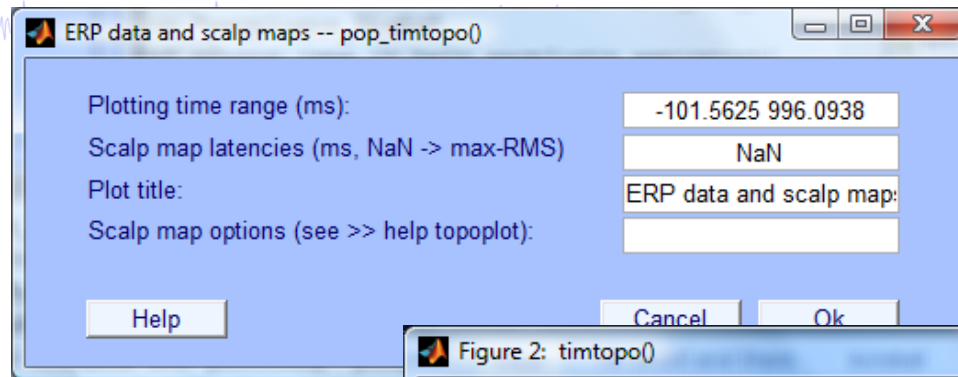 ERP data and scalp maps -- pop_timtopo()
Plotting time range (ms): -101.5625 996.0938
Scalp map latencies (ms, NaN -> max-RMS) NaN
Plot title: ERP data and scalp map
Scalp map options (see >> help topoplot):
Help Cancel Ok
Figure 2: timtopo()